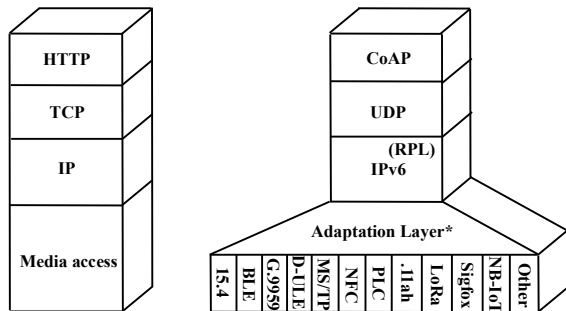 HTTP
TCP
IP
Media access
CoAP
UDP
(RPL)
IPv6
Adaptation Layer*
15.4
BLE
G.9959
D-ULE
MS/TP
NFC
PLC
.11ah
LoRa
Sigfox
NB-IoT
Other